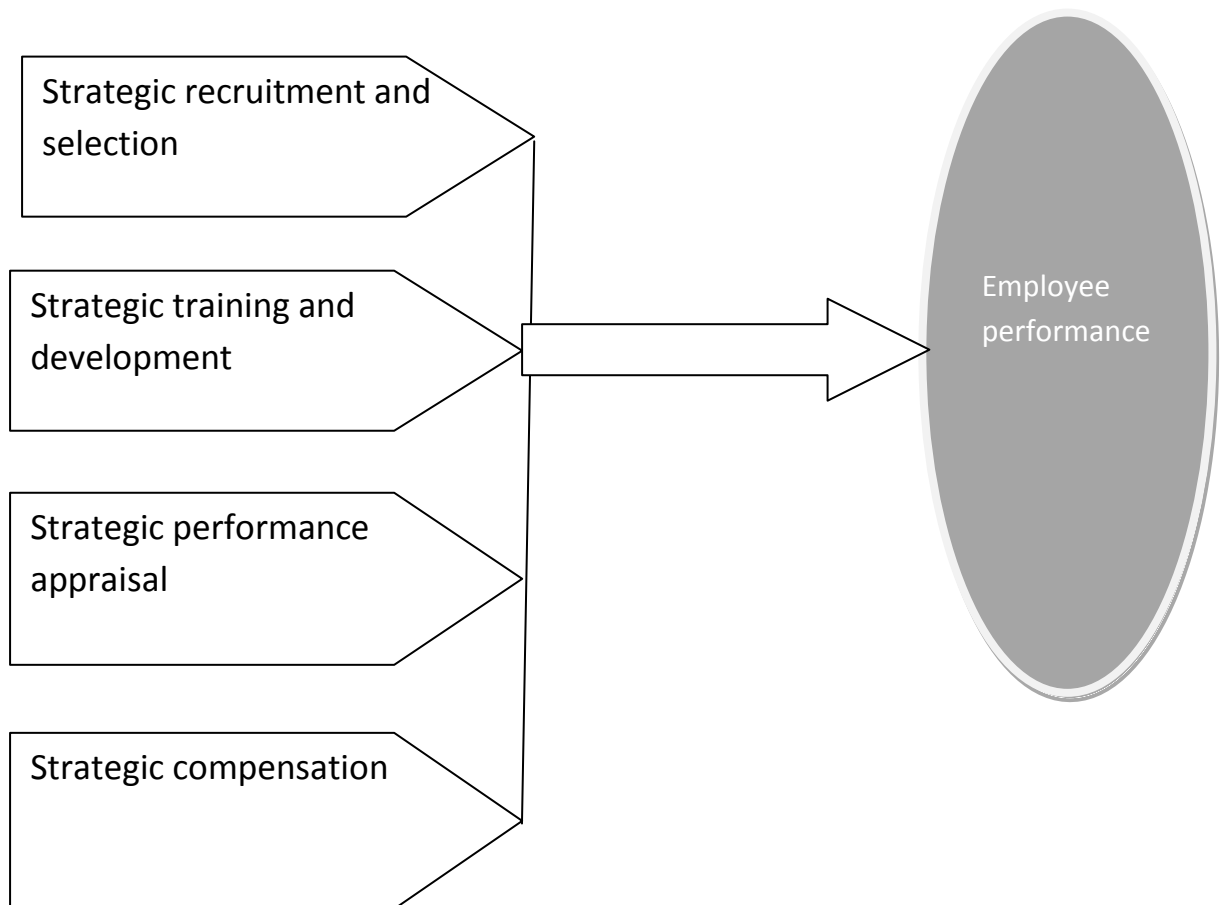 Strategic recruitment and
selection
Strategic training and
development
Employee
performance
Strategic performance
appraisal
Strategic compensation